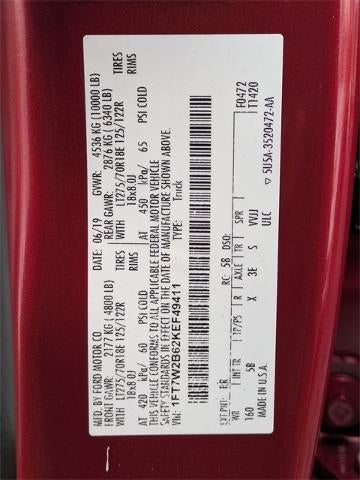 MFD. BY FORD MOTOR CO.
DATE: 06/19 GVWR: 4536 KG (10000 LB)
FRONT GAWR: 2177 KG (4800 LB) REAR GAWR: 2876 KG (6340 LB)
WITH LT275/70R18E 125/122R TIRES WITH LT275/70R18E 125/122R TIRES
18x8.0J RIMS 18x8.0J RIMS
AT 420 kPa/ 60 PSI COLD AT 450 kPa/ 65 PSI COLD
THIS VEHICLE CONFORMS TO ALL APPLICABLE FEDERAL MOTOR VEHICLE
SAFETY STANDARDS IN EFFECT ON THE DATE OF MANUFACTURE SHOWN ABOVE.
VIN: 1FT7W2B62KEF49411
TYPE: Truck
F0472
T1420
EXT PNT: RR RC: 58 DSO:
WB INT TR TP/PS R AXLE TR SPR
160 5B X 3E S VVJJ
MADE IN U.S.A. ULC
5U5A-3520472-AA